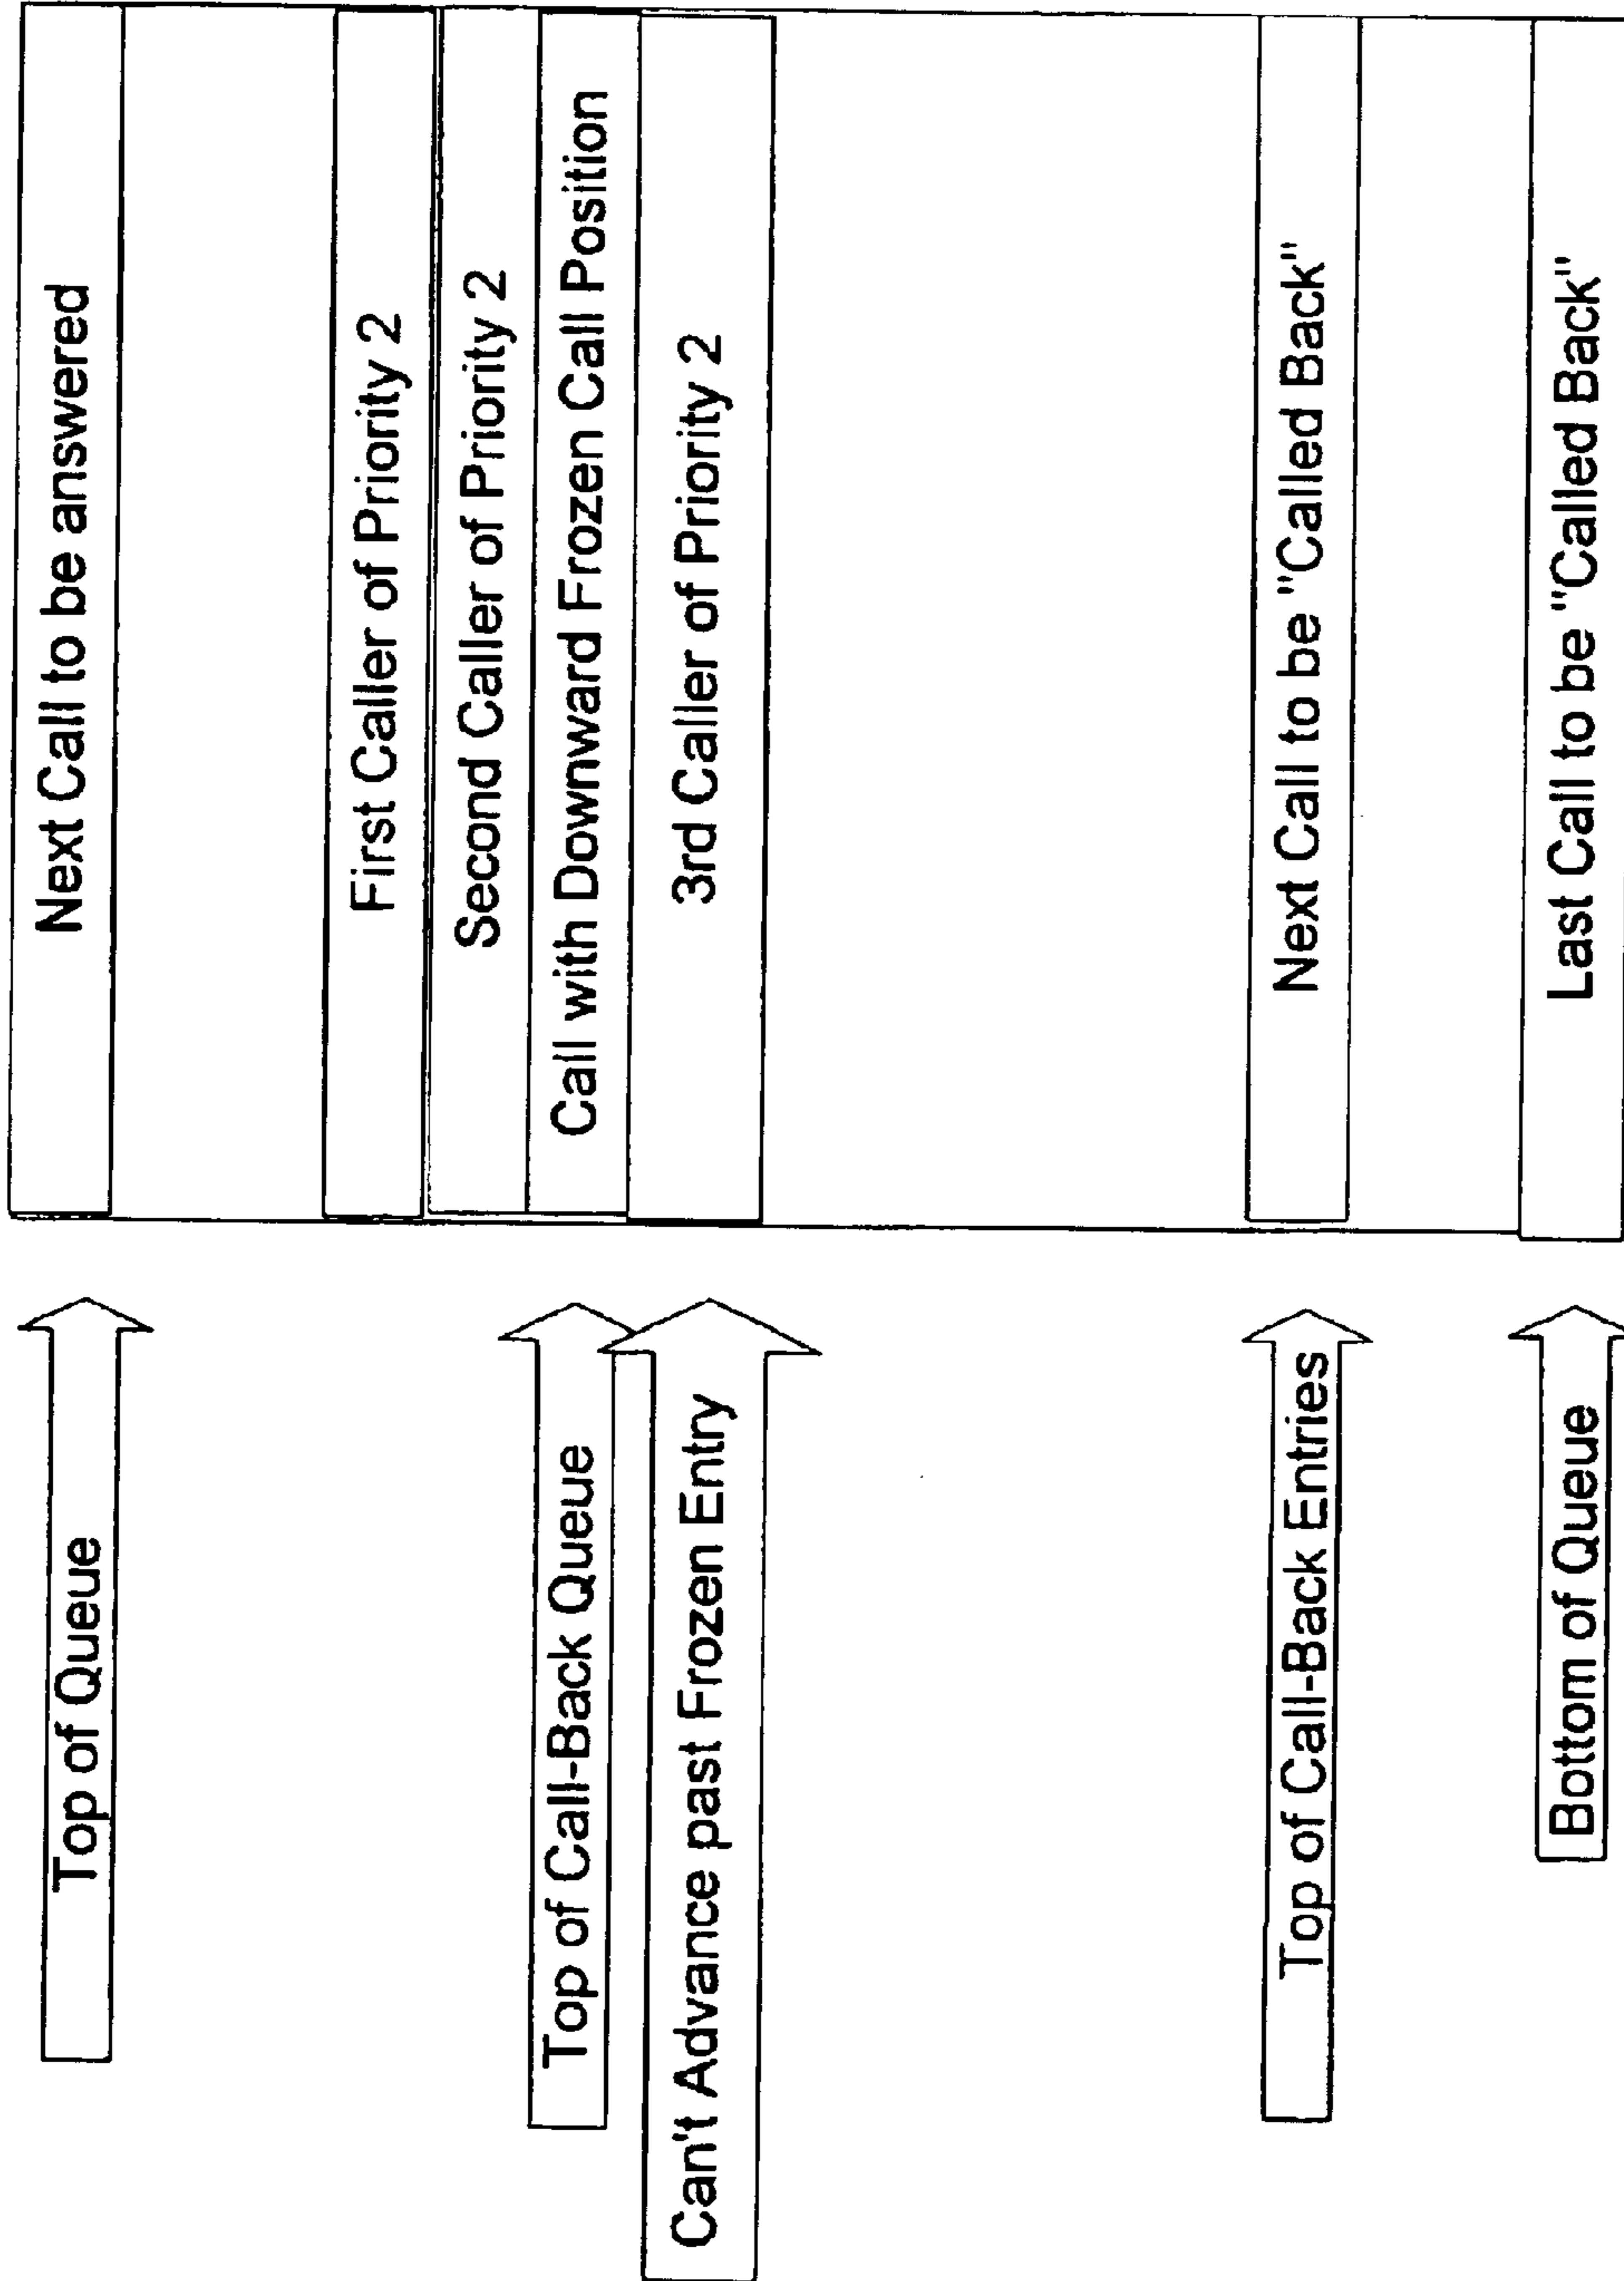 Top of Queue
Next Call to be answered
First Caller of Priority 2
Second Caller of Priority 2
Top of Call-Back Queue
Call with Downward Frozen Call Position
Can't Advance past Frozen Entry
3rd Caller of Priority 2
Top of Call-Back Entries
Next Call to be "Called Back"
Bottom of Queue
Last Call to be "Called Back"